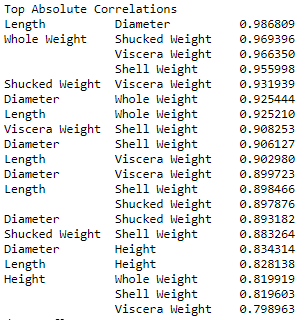 Top Absolute Correlations
Length Diameter 0.986809
Whole Weight Shucked Weight 0.969396
Viscera Weight 0.966350
Shell Weight 0.955998
Shucked Weight Viscera Weight 0.931939
Diameter Whole Weight 0.925444
Length Whole Weight 0.925210
Viscera Weight Shell Weight 0.908253
Diameter Shell Weight 0.906127
Length Viscera Weight 0.902980
Diameter Viscera Weight 0.899723
Length Shell Weight 0.898466
Shucked Weight 0.897876
Diameter Shucked Weight 0.893182
Shucked Weight Shell Weight 0.883264
Diameter Height 0.834314
Length Height 0.828138
Height Whole Weight 0.819919
Shell Weight 0.819603
Viscera Weight 0.798963